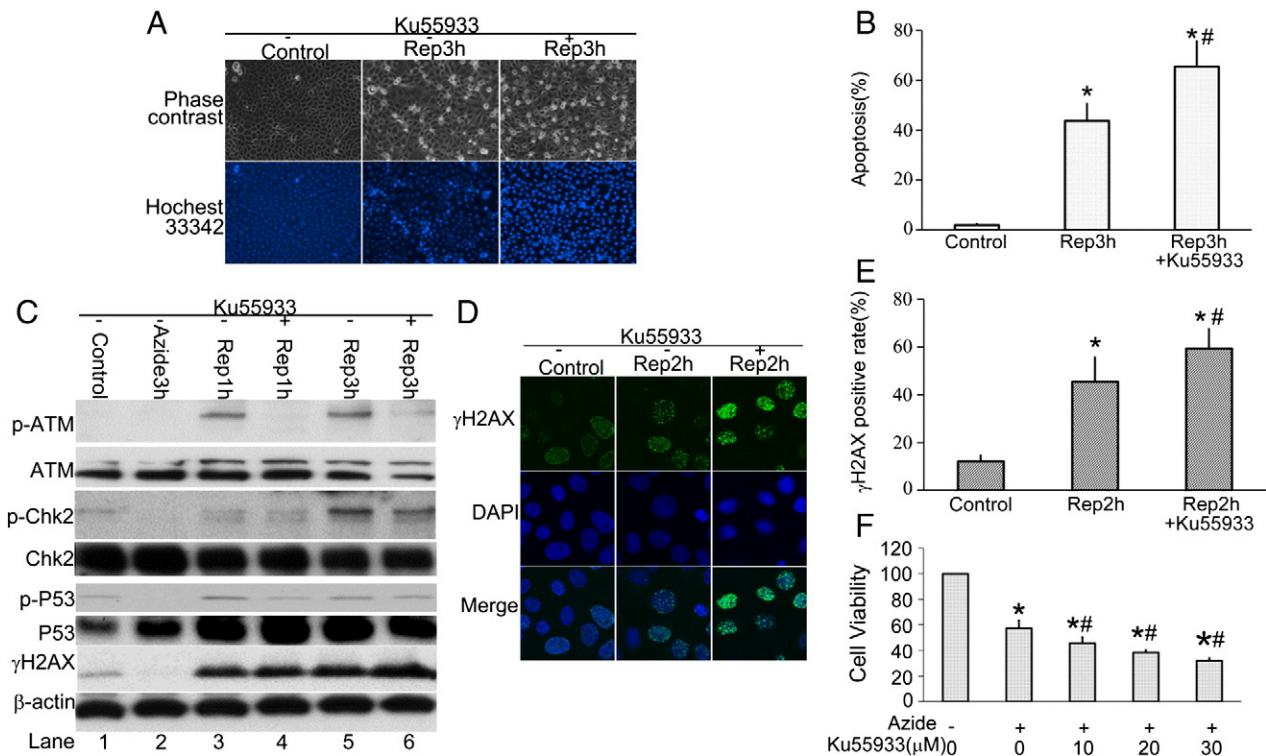 A
Ku55933
- - +
Control Rep3h Rep3h
Phase
contrast
Hochest
33342
B
Apoptosis(%)
80
60
40
20
0
*
*#
Control Rep3h Rep3h
+Ku55933
C
Ku55933
- - - + - +
Control Azide3h Rep1h Rep1h Rep3h Rep3h
p-ATM
ATM
p-Chk2
Chk2
p-P53
P53
γH2AX
β-actin
Lane 1 2 3 4 5 6
D
Ku55933
- - +
Control Rep2h Rep2h
γH2AX
DAPI
Merge
E
γH2AX positive rate(%)
80
60
40
20
0
*
*#
Control Rep2h Rep2h
+Ku55933
F
Cell Viability
120
100
80
60
40
20
0
*
*#
*#
*#
Azide - + + + +
Ku55933(μM) 0 0 10 20 30